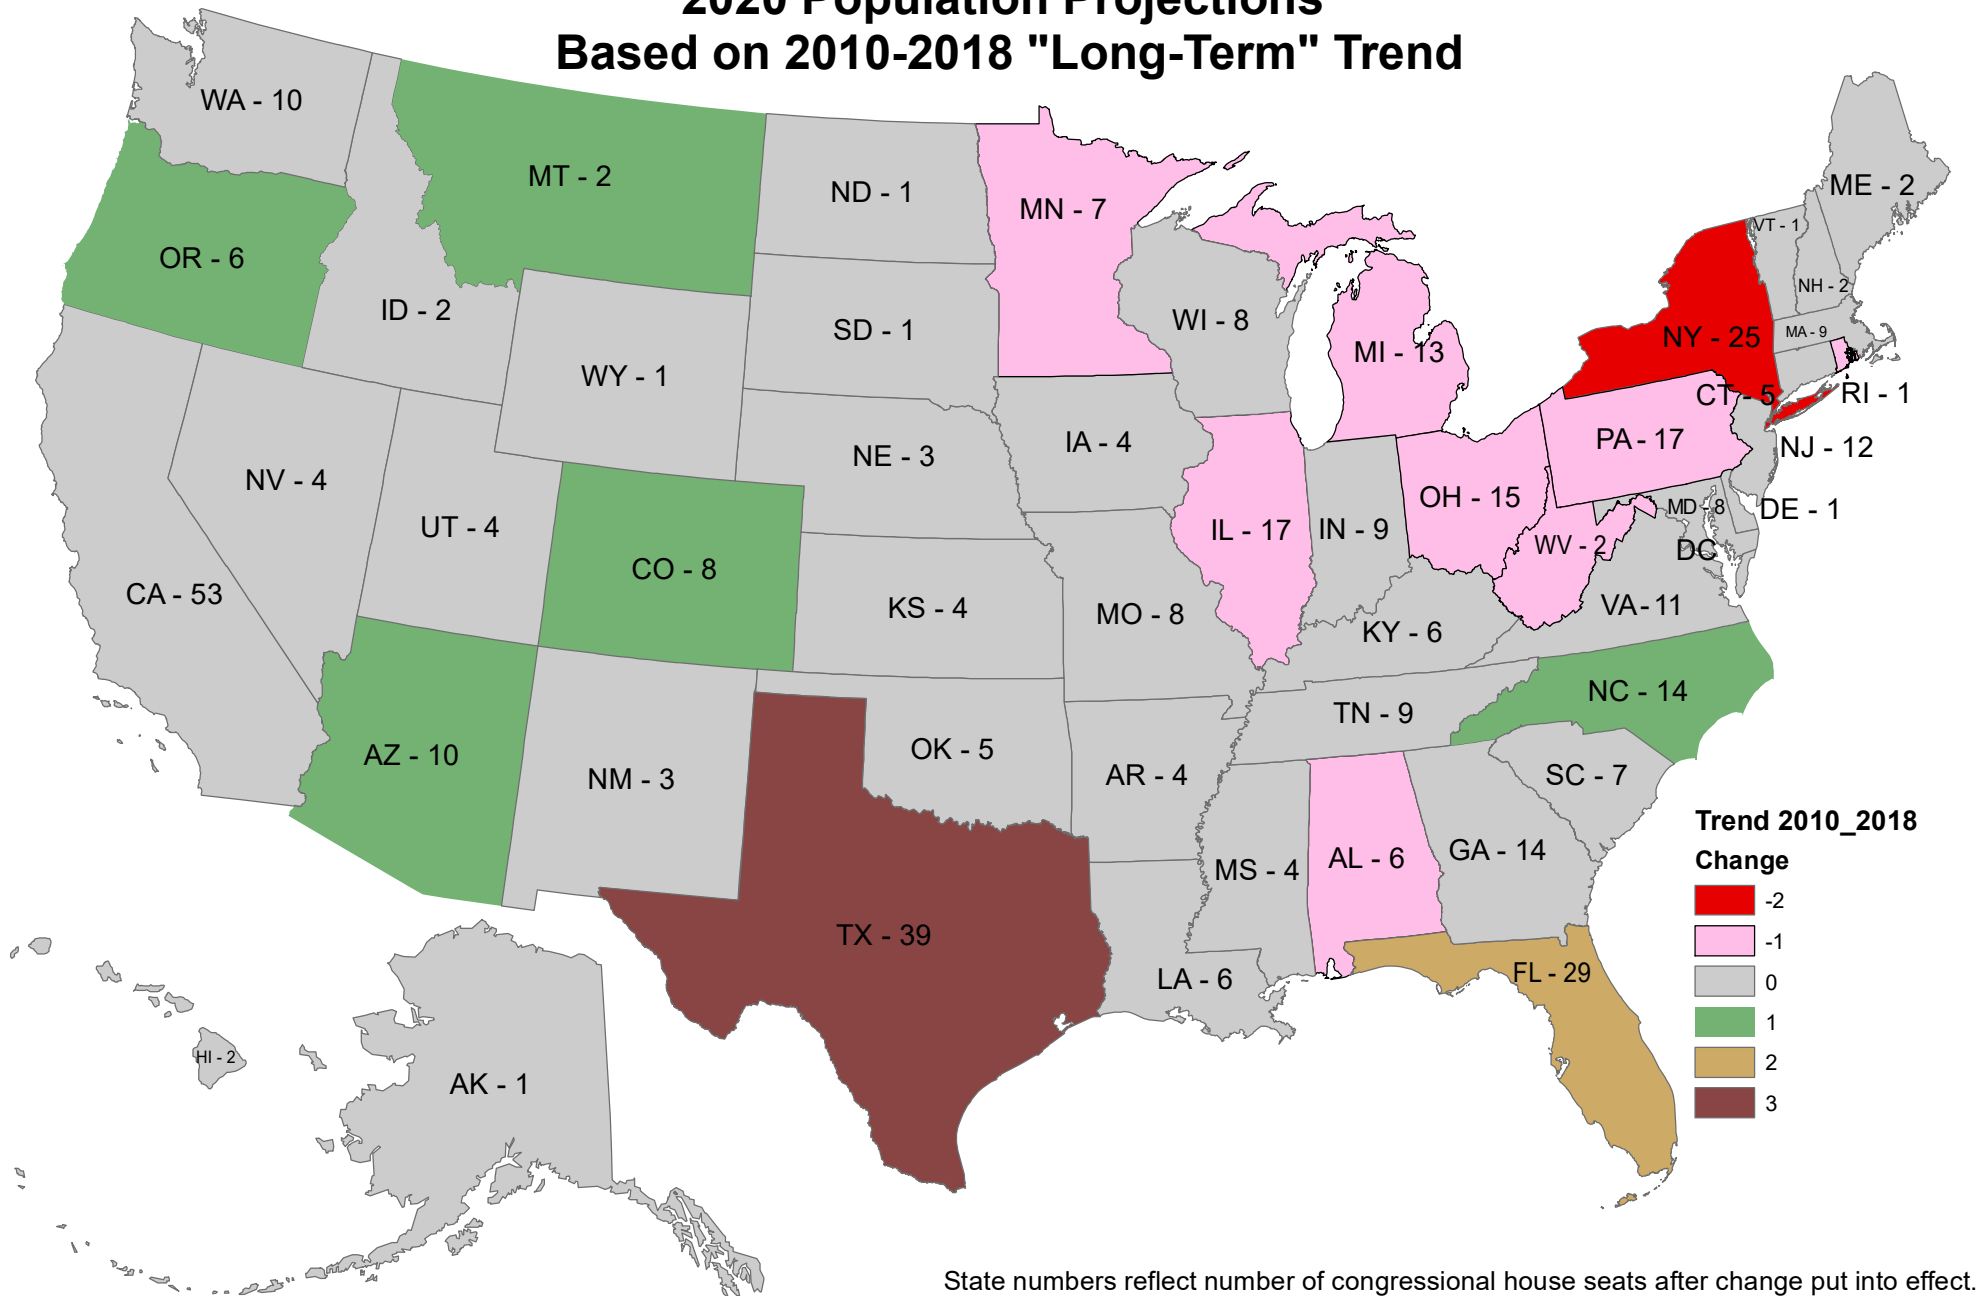 2020 Population Projections
Based on 2010-2018 "Long-Term" Trend
WA - 10
MT - 2
ND - 1
MN - 7
ME - 2
VT - 1
OR - 6
ID - 2
NH - 2
SD - 1
WI - 8
MA - 9
NY - 25
MI - 13
WY - 1
CT - 5
RI - 1
IA - 4
PA - 17
NJ - 12
NE - 3
NV - 4
OH - 15
MD - 8
DE - 1
UT - 4
IL - 17
IN - 9
WV - 2
DC
CO - 8
CA - 53
KS - 4
MO - 8
VA - 11
KY - 6
NC - 14
TN - 9
AZ - 10
NM - 3
OK - 5
AR - 4
SC - 7
MS - 4
AL - 6
GA - 14
TX - 39
LA - 6
FL - 29
HI - 2
AK - 1
Trend 2010_2018
Change
-2
-1
0
1
2
3
State numbers reflect number of congressional house seats after change put into effect.